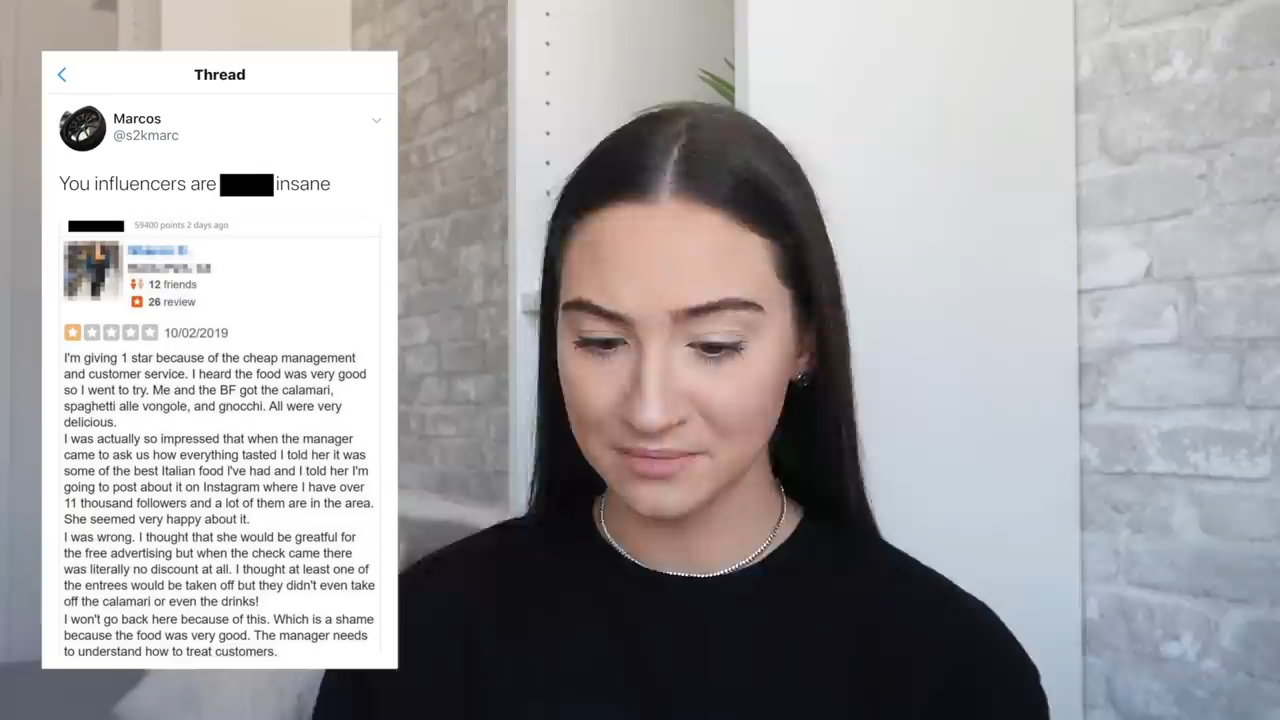 Thread
Marcos
@s2kmarc
You influencers are insane
59400 points 2 days ago
12 friends
26 review
10/02/2019
I'm giving 1 star because of the cheap management
and customer service. I heard the food was very good
so I went to try. Me and the BF got the calamari,
spaghetti alle vongole, and gnocchi. All were very
delicious.
I was actually so impressed that when the manager
came to ask us how everything tasted I told her it was
some of the best Italian food I've had and I told her I'm
going to post about it on Instagram where I have over
11 thousand followers and a lot of them are in the area.
She seemed very happy about it.
I was wrong. I thought that she would be greatful for
the free advertising but when the check came there
was literally no discount at all. I thought at least one of
the entrees would be taken off but they didn't even take
off the calamari or even the drinks!
I won't go back here because of this. Which is a shame
because the food was very good. The manager needs
to understand how to treat customers.